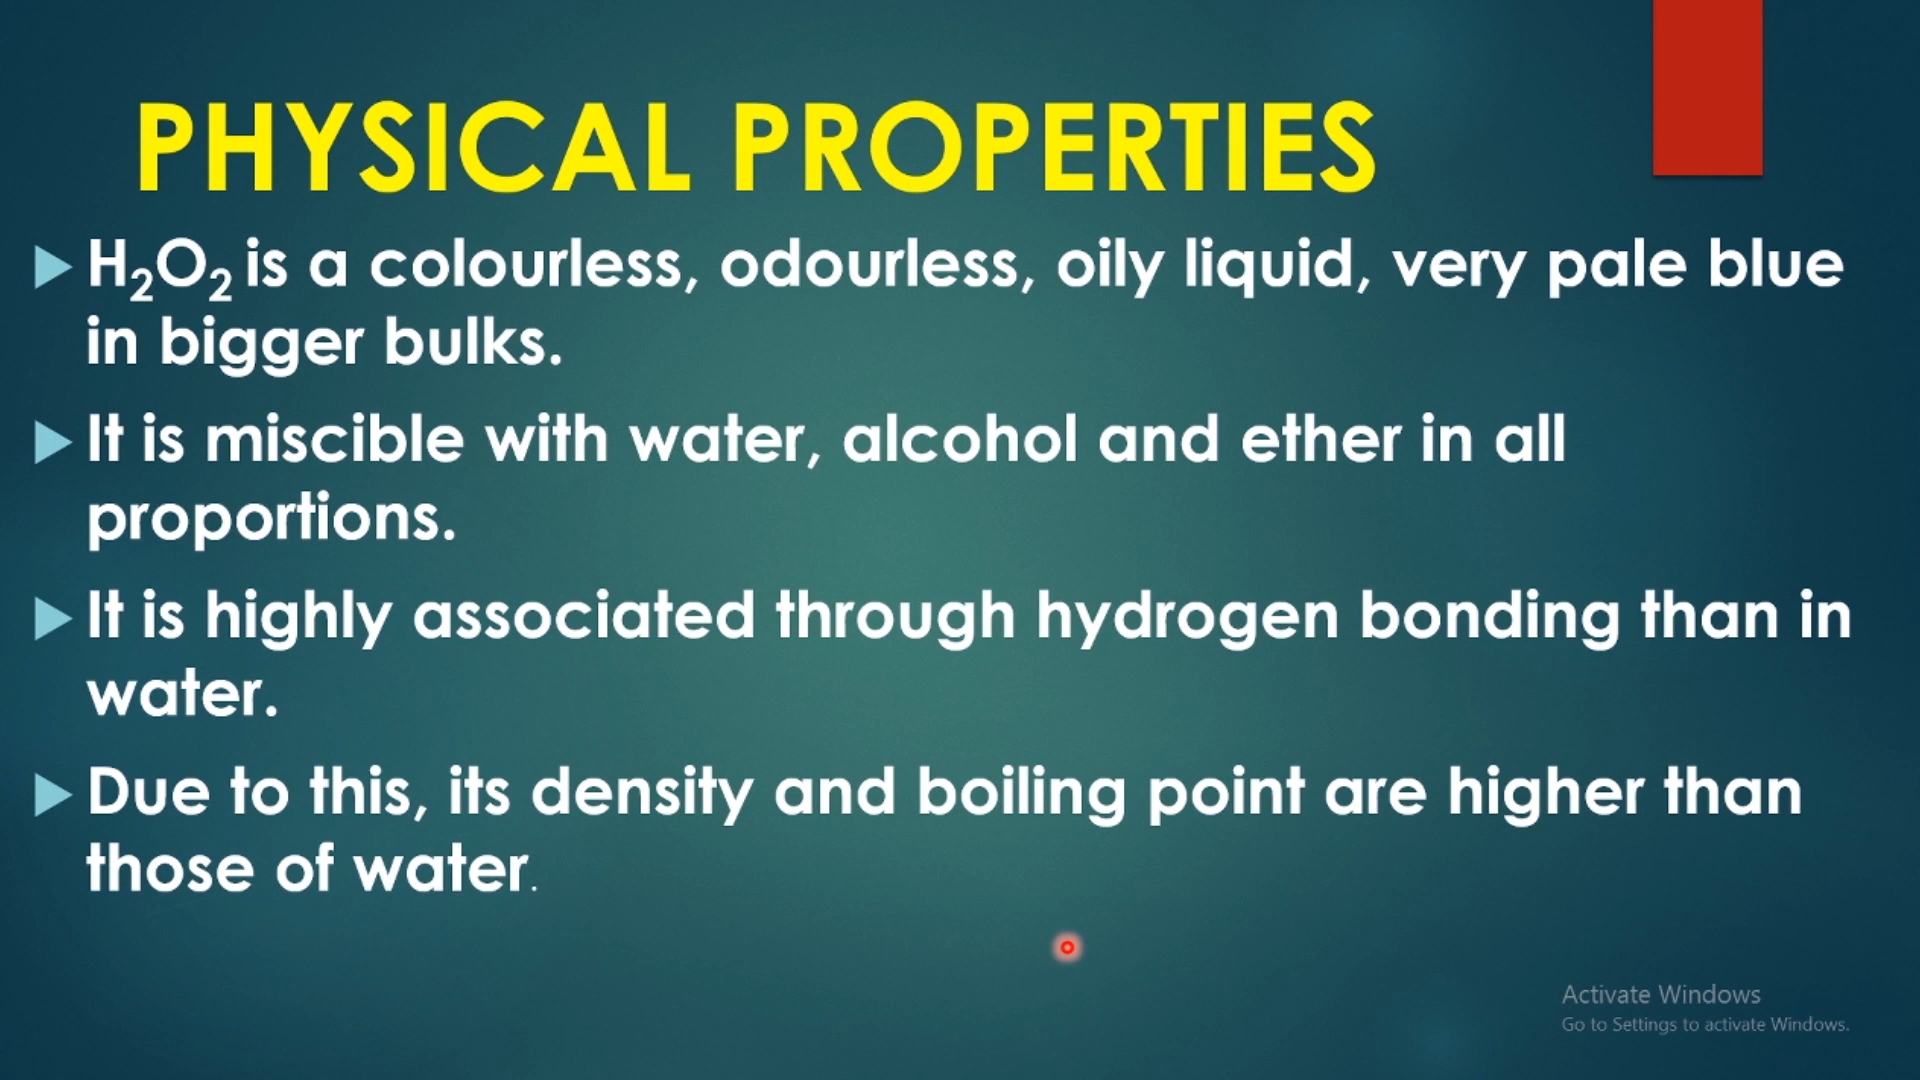 PHYSICAL PROPERTIES
H₂O₂ is a colourless, odourless, oily liquid, very pale blue
in bigger bulks.
It is miscible with water, alcohol and ether in all
proportions.
It is highly associated through hydrogen bonding than in
water.
Due to this, its density and boiling point are higher than
those of water.
Activate Windows
Go to Settings to activate Windows.